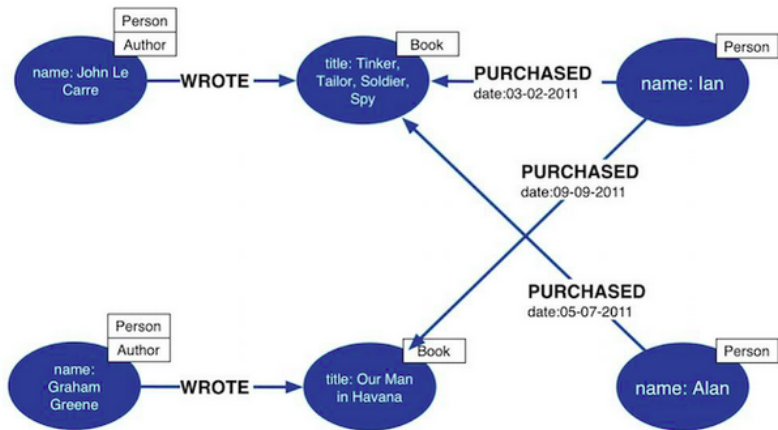 Person
Author
name: John Le
Carre
WROTE
Book
title: Tinker,
Tailor, Soldier,
Spy
PURCHASED
date:03-02-2011
Person
name: Ian
PURCHASED
date:09-09-2011
PURCHASED
date:05-07-2011
Person
Author
name:
Graham
Greene
WROTE
Book
title: Our Man
in Havana
Person
name: Alan